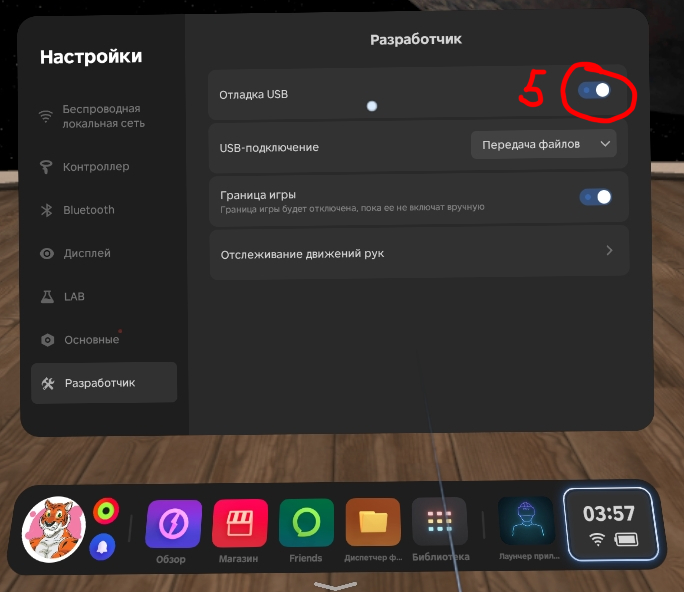 Настройки
Беспроводная
локальная сеть
Контроллер
Bluetooth
Дисплей
LAB
Основные
Разработчик
Разработчик
Отладка USB
5
USB-подключение
Передача файлов
Граница игры
Граница игры будет отключена, пока ее не включат вручную
Отслеживание движений рук
Обзор
Магазин
Friends
Диспетчер ф...
Библиотека
Лаунчер прил...
03:57